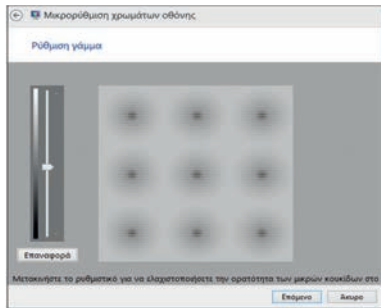 Μικρορύθμιση χρωμάτων οθόνης
Ρύθμιση γάμμα
Επαναφορά
Μετακινήστε το ρυθμιστικό για να ελαχιστοποιήσετε την ορατότητα των μικρών κουκίδων στο
Επόμενο Άκυρο